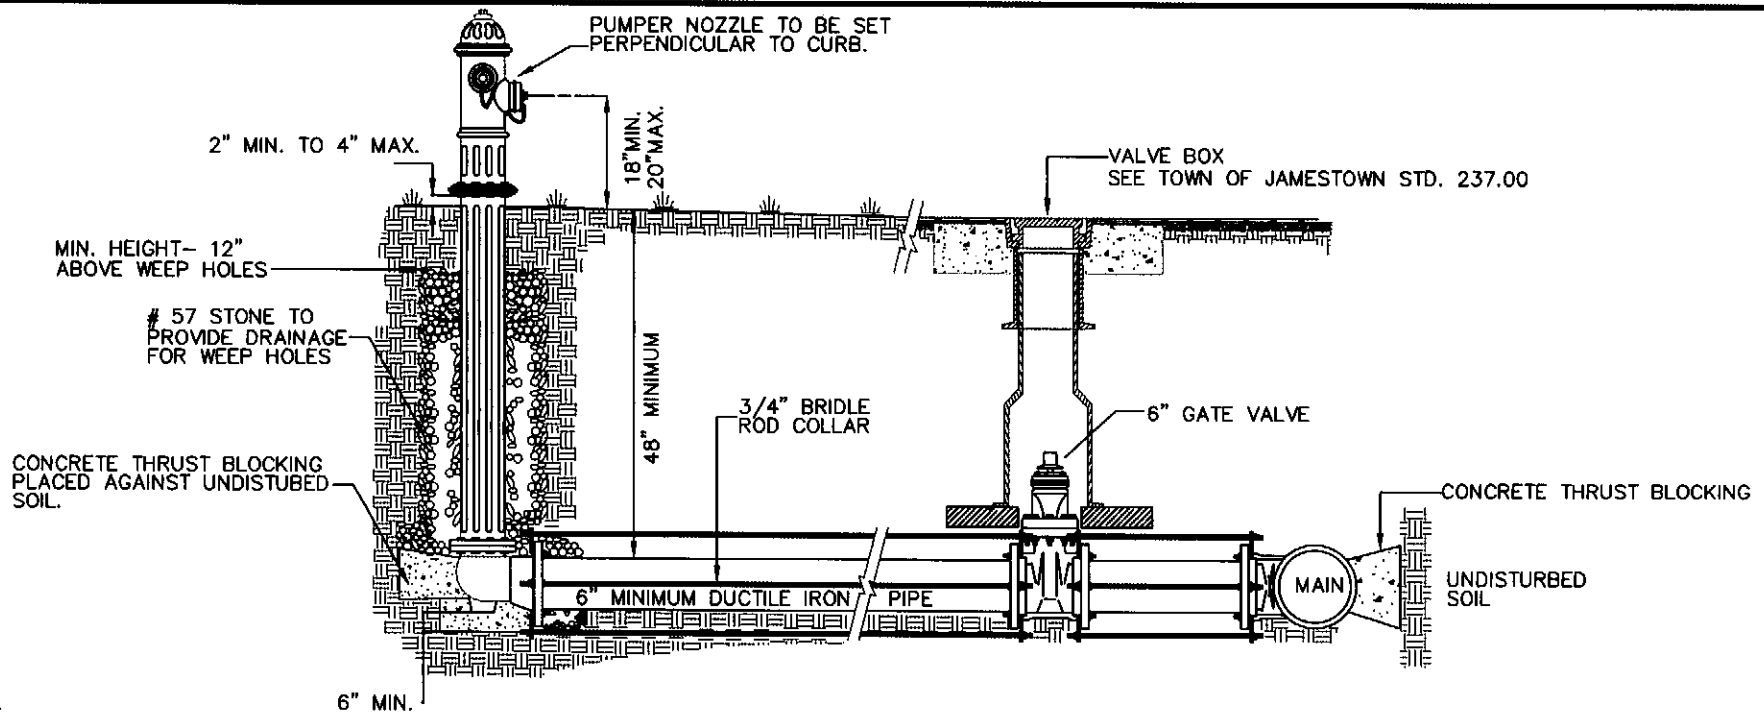 PUMPER NOZZLE TO BE SET
PERPENDICULAR TO CURB.
2" MIN. TO 4" MAX.
18"MIN.
20"MAX.
VALVE BOX
SEE TOWN OF JAMESTOWN STD. 237.00
MIN. HEIGHT- 12"
ABOVE WEEP HOLES
# 57 STONE TO
PROVIDE DRAINAGE
FOR WEEP HOLES
48" MINIMUM
3/4" BRIDLE
ROD COLLAR
6" GATE VALVE
CONCRETE THRUST BLOCKING
PLACED AGAINST UNDISTUBED
SOIL.
CONCRETE THRUST BLOCKING
6" MINIMUM DUCTILE IRON PIPE
MAIN
UNDISTURBED
SOIL
6" MIN.